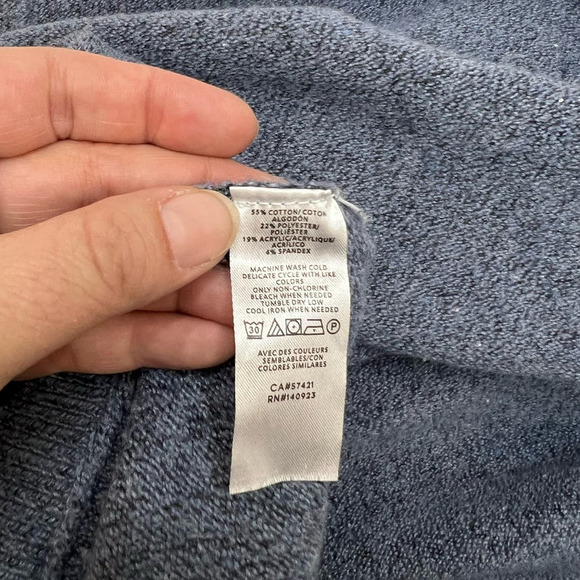 55% COTTON/COTON
ALGODÓN
22% POLYESTER/
POLIÉSTER
19% ACRYLIC/ACRYLIQUE/
ACRÍLICO
4% SPANDEX
MACHINE WASH COLD
DELICATE CYCLE WITH LIKE
COLORS
ONLY NON-CHLORINE
BLEACH WHEN NEEDED
TUMBLE DRY LOW
COOL IRON WHEN NEEDED
30 P
AVEC DES COULEURS
SEMBLABLES/CON
COLORES SIMILARES
CA#57421
RN#140923